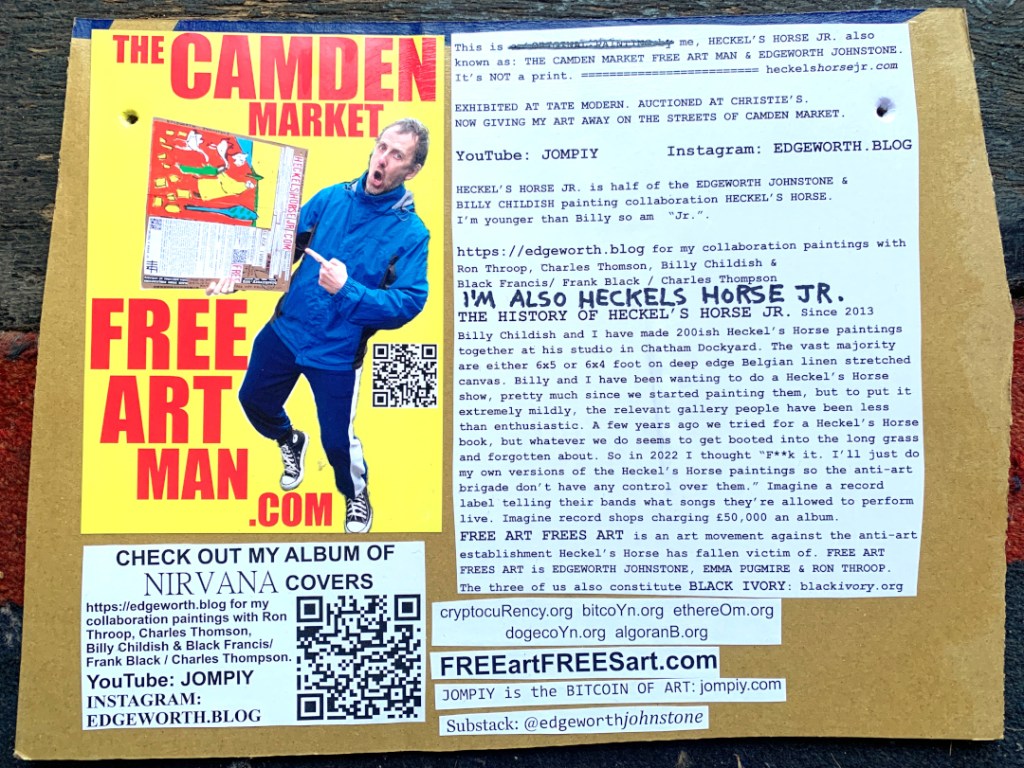 THE CAMDEN
MARKET
HECKELSHORSEJR.COM
FREE
ART
MAN
.COM
CHECK OUT MY ALBUM OF
NIRVANA COVERS
https://edgeworth.blog for my
collaboration paintings with Ron
Throop, Charles Thomson,
Billy Childish & Black Francis/
Frank Black / Charles Thompson.
YouTube: JOMPIY
INSTAGRAM:
EDGEWORTH.BLOG
This is me, HECKEL'S HORSE JR. also
known as: THE CAMDEN MARKET FREE ART MAN & EDGEWORTH JOHNSTONE.
It's NOT a print. ======================== heckelshorsejr.com
EXHIBITED AT TATE MODERN. AUCTIONED AT CHRISTIE'S.
NOW GIVING MY ART AWAY ON THE STREETS OF CAMDEN MARKET.
YouTube: JOMPIY Instagram: EDGEWORTH.BLOG
HECKEL'S HORSE JR. is half of the EDGEWORTH JOHNSTONE &
BILLY CHILDISH painting collaboration HECKEL'S HORSE.
I'm younger than Billy so am "Jr.".
https://edgeworth.blog for my collaboration paintings with
Ron Throop, Charles Thomson, Billy Childish &
Black Francis/ Frank Black / Charles Thompson
I'M ALSO HECKELS HORSE JR.
THE HISTORY OF HECKEL'S HORSE JR. Since 2013
Billy Childish and I have made 200ish Heckel's Horse paintings
together at his studio in Chatham Dockyard. The vast majority
are either 6x5 or 6x4 foot on deep edge Belgian linen stretched
canvas. Billy and I have been wanting to do a Heckel's Horse
show, pretty much since we started painting them, but to put it
extremely mildly, the relevant gallery people have been less
than enthusiastic. A few years ago we tried for a Heckel's Horse
book, but whatever we do seems to get booted into the long grass
and forgotten about. So in 2022 I thought "F**k it. I'll just do
my own versions of the Heckel's Horse paintings so the anti-art
brigade don't have any control over them." Imagine a record
label telling their bands what songs they're allowed to perform
live. Imagine record shops charging £50,000 an album.
FREE ART FREES ART is an art movement against the anti-art
establishment Heckel's Horse has fallen victim of. FREE ART
FREES ART is EDGEWORTH JOHNSTONE, EMMA PUGMIRE & RON THROOP.
The three of us also constitute BLACK IVORY: blackivory.org
cryptocuRency.org bitcoYn.org ethereOm.org
dogecoYn.org algoranB.org
FREEartFREESart.com
JOMPIY is the BITCOIN OF ART: jompiy.com
Substack: @edgeworthjohnstone